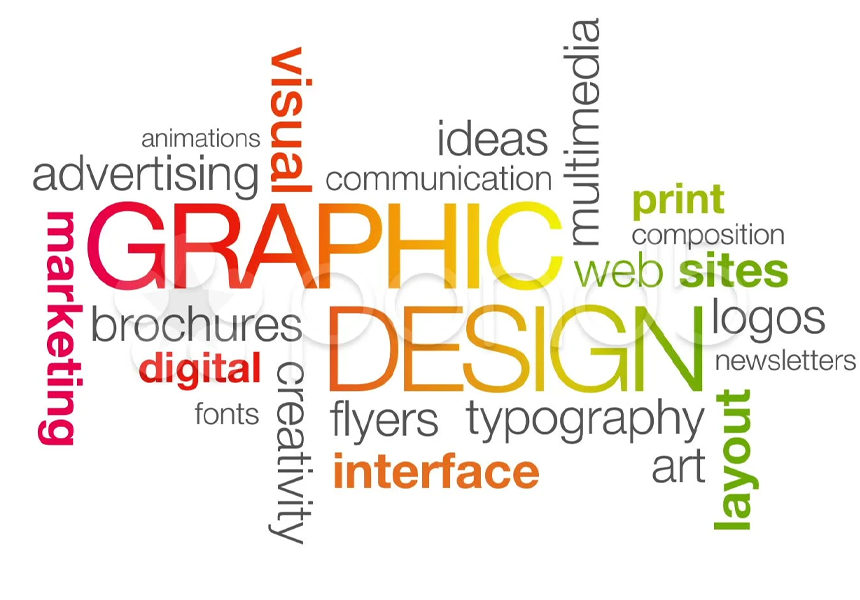 visual
multimedia
animations
ideas
advertising
communication
print
marketing
GRAPHIC
composition
web sites
brochures
DESIGN
logos
digital
newsletters
creativity
fonts
flyers
typography
layout
interface
art